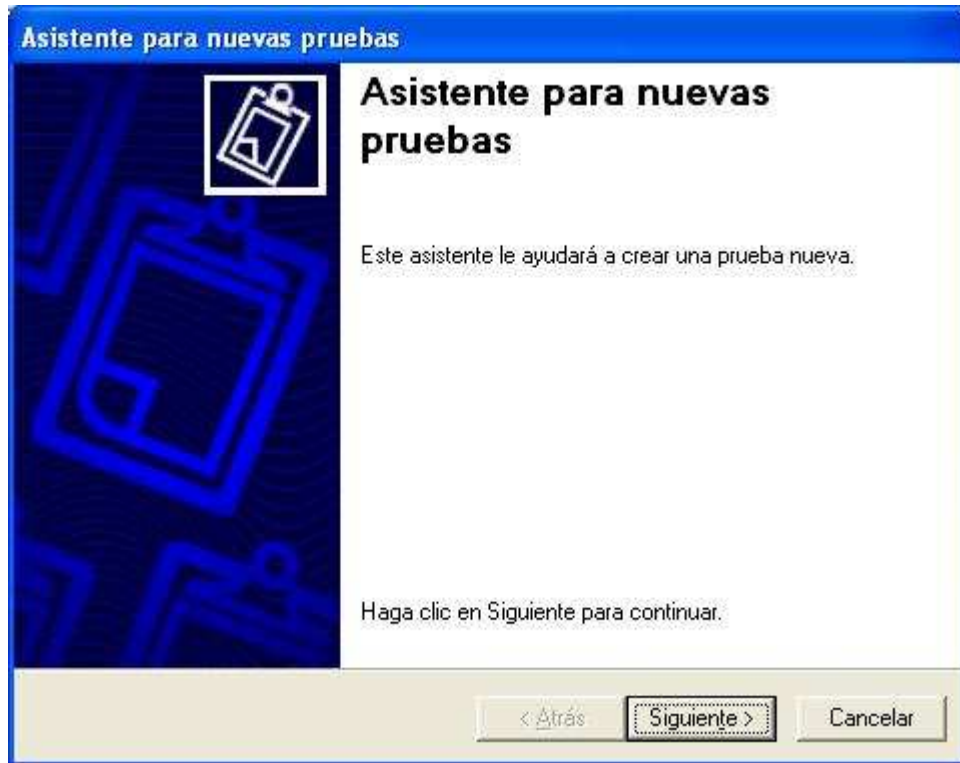 Asistente para nuevas pruebas
Asistente para nuevas
pruebas
Este asistente le ayudará a crear una prueba nueva.
Haga clic en Siguiente para continuar.
< Atrás
Siguiente >
Cancelar